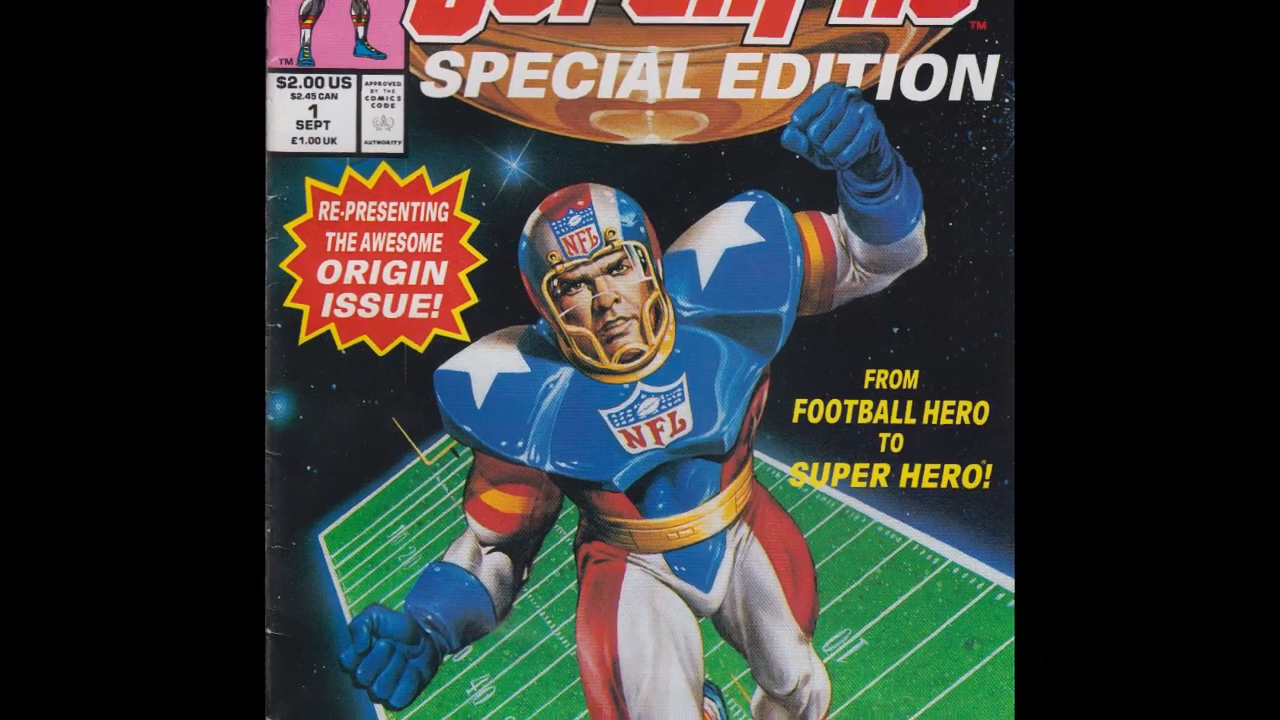 SPECIAL EDITION
TM
TM
$2.00 US
$2.45 CAN
1
SEPT
£1.00 UK
APPROVED
BY THE
COMICS
CODE
AUTHORITY
RE-PRESENTING
THE AWESOME
ORIGIN
ISSUE!
NFL
NFL
FROM
FOOTBALL HERO
TO
SUPER HERO!